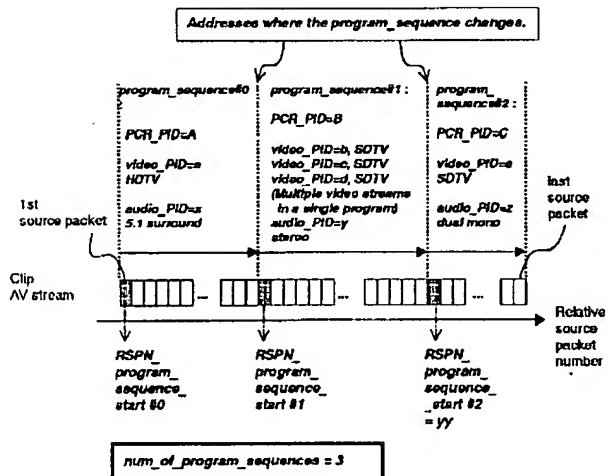 Addresses where the program_sequence changes.
program_sequence#0
PCR_PID=A
video_PID=a
HDTV
audio_PID=x
5.1 surround
program_sequence#1 :
PCR_PID=B
video_PID=b, SDTV
video_PID=c, SDTV
video_PID=d, SDTV
(Multiple video streams
in a single program)
audio_PID=y
stereo
program_
sequence#2 :
PCR_PID=C
video_PID=e
SDTV
audio_PID=z
dual mono
1st
source packet
last
source
packet
Clip
AV stream
...
...
...
Relative
source
packet
number
RSPN_
program_
sequence_
start #0
RSPN_
program_
sequence_
start #1
RSPN_
program_
sequence
_start #2
= yy
num_of_program_sequences = 3